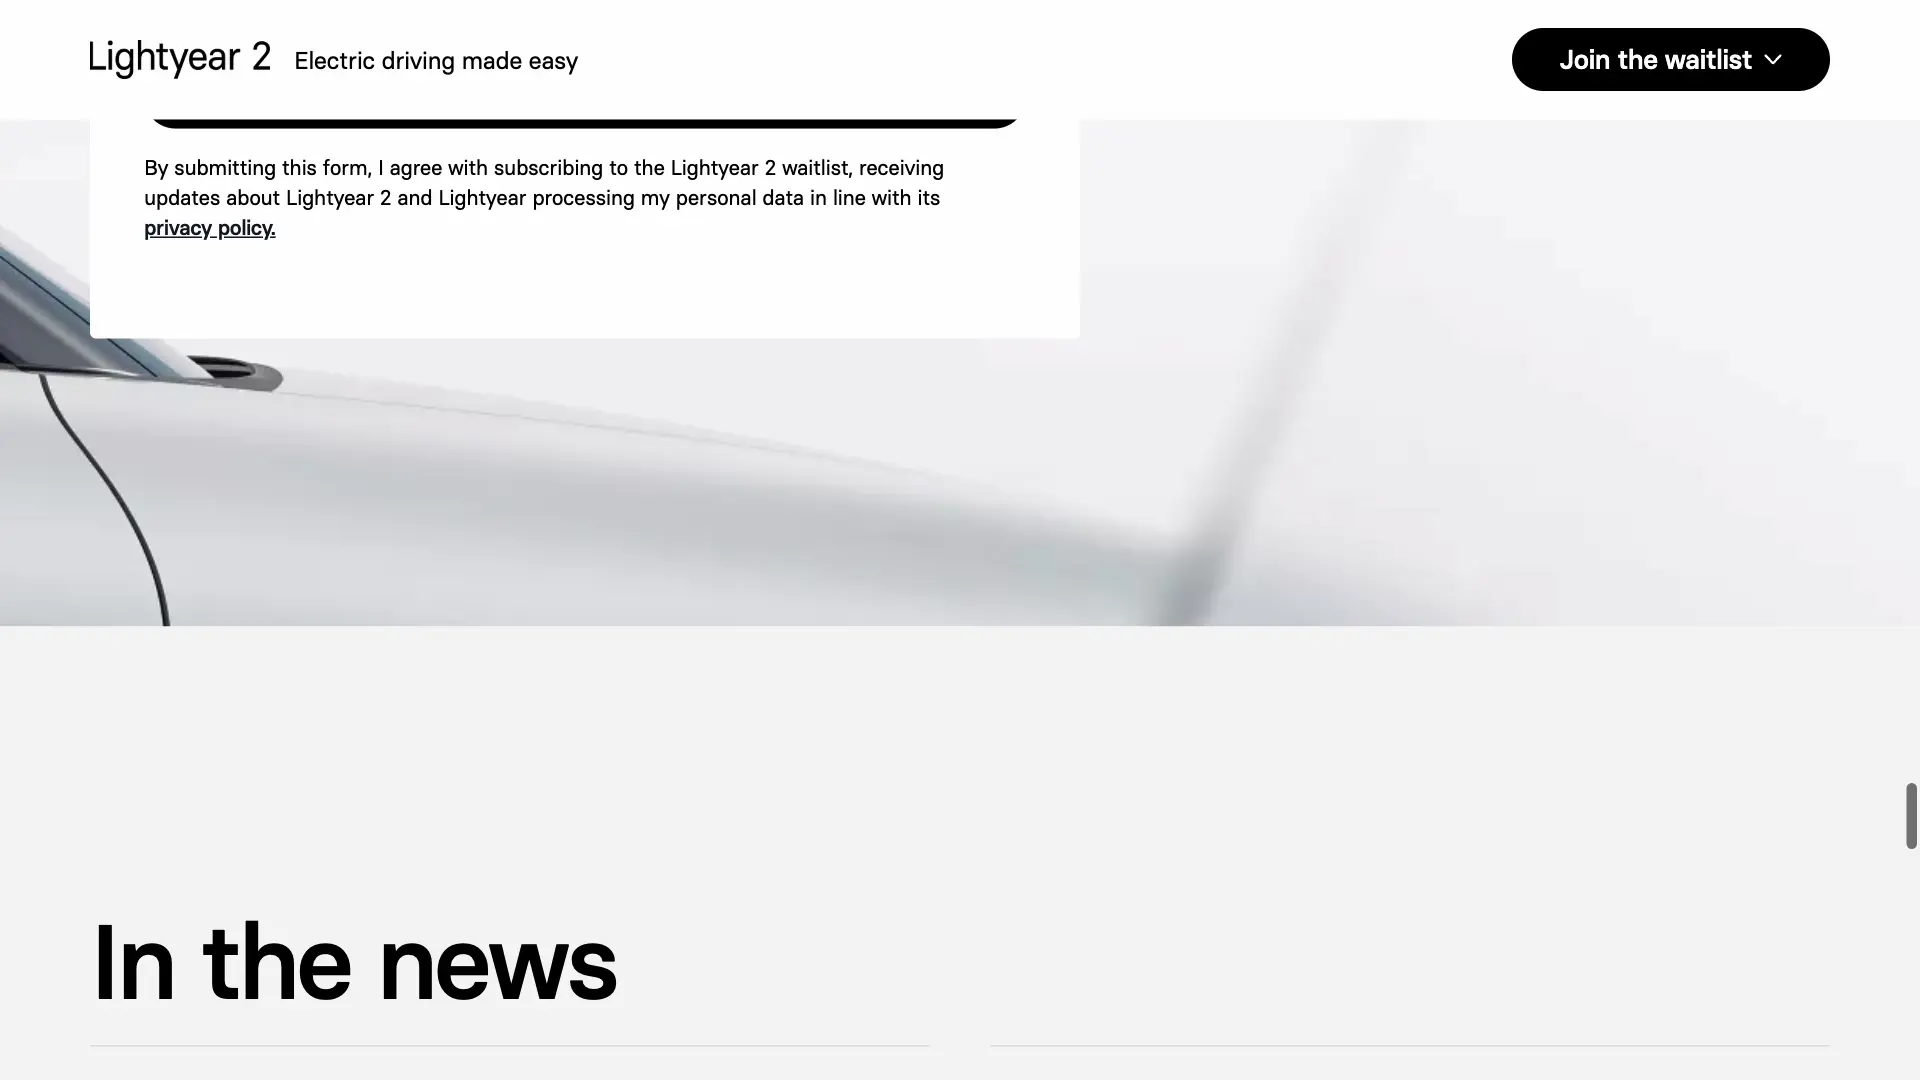 Lightyear 2 Electric driving made easy
Join the waitlist
By submitting this form, I agree with subscribing to the Lightyear 2 waitlist, receiving
updates about Lightyear 2 and Lightyear processing my personal data in line with its
privacy policy.
In the news